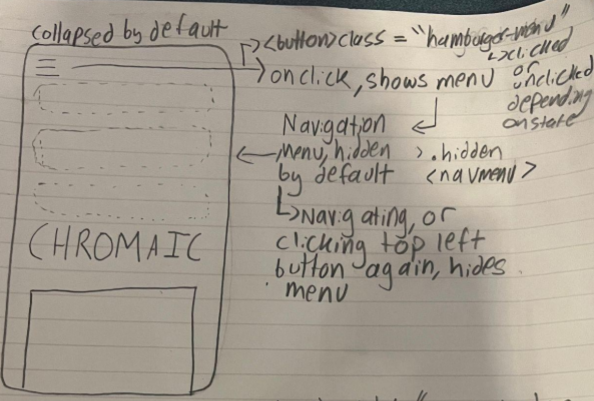 collapsed by default
<button>class = "hamburger-menu"
↳clicked
or
unclicked
depending
on state
onclick, shows menu
Navigation
menu, hidden
by default
> .hidden
<navmenu>
↳Navigating, or
clicking top left
button again, hides
menu
CHROMAIC